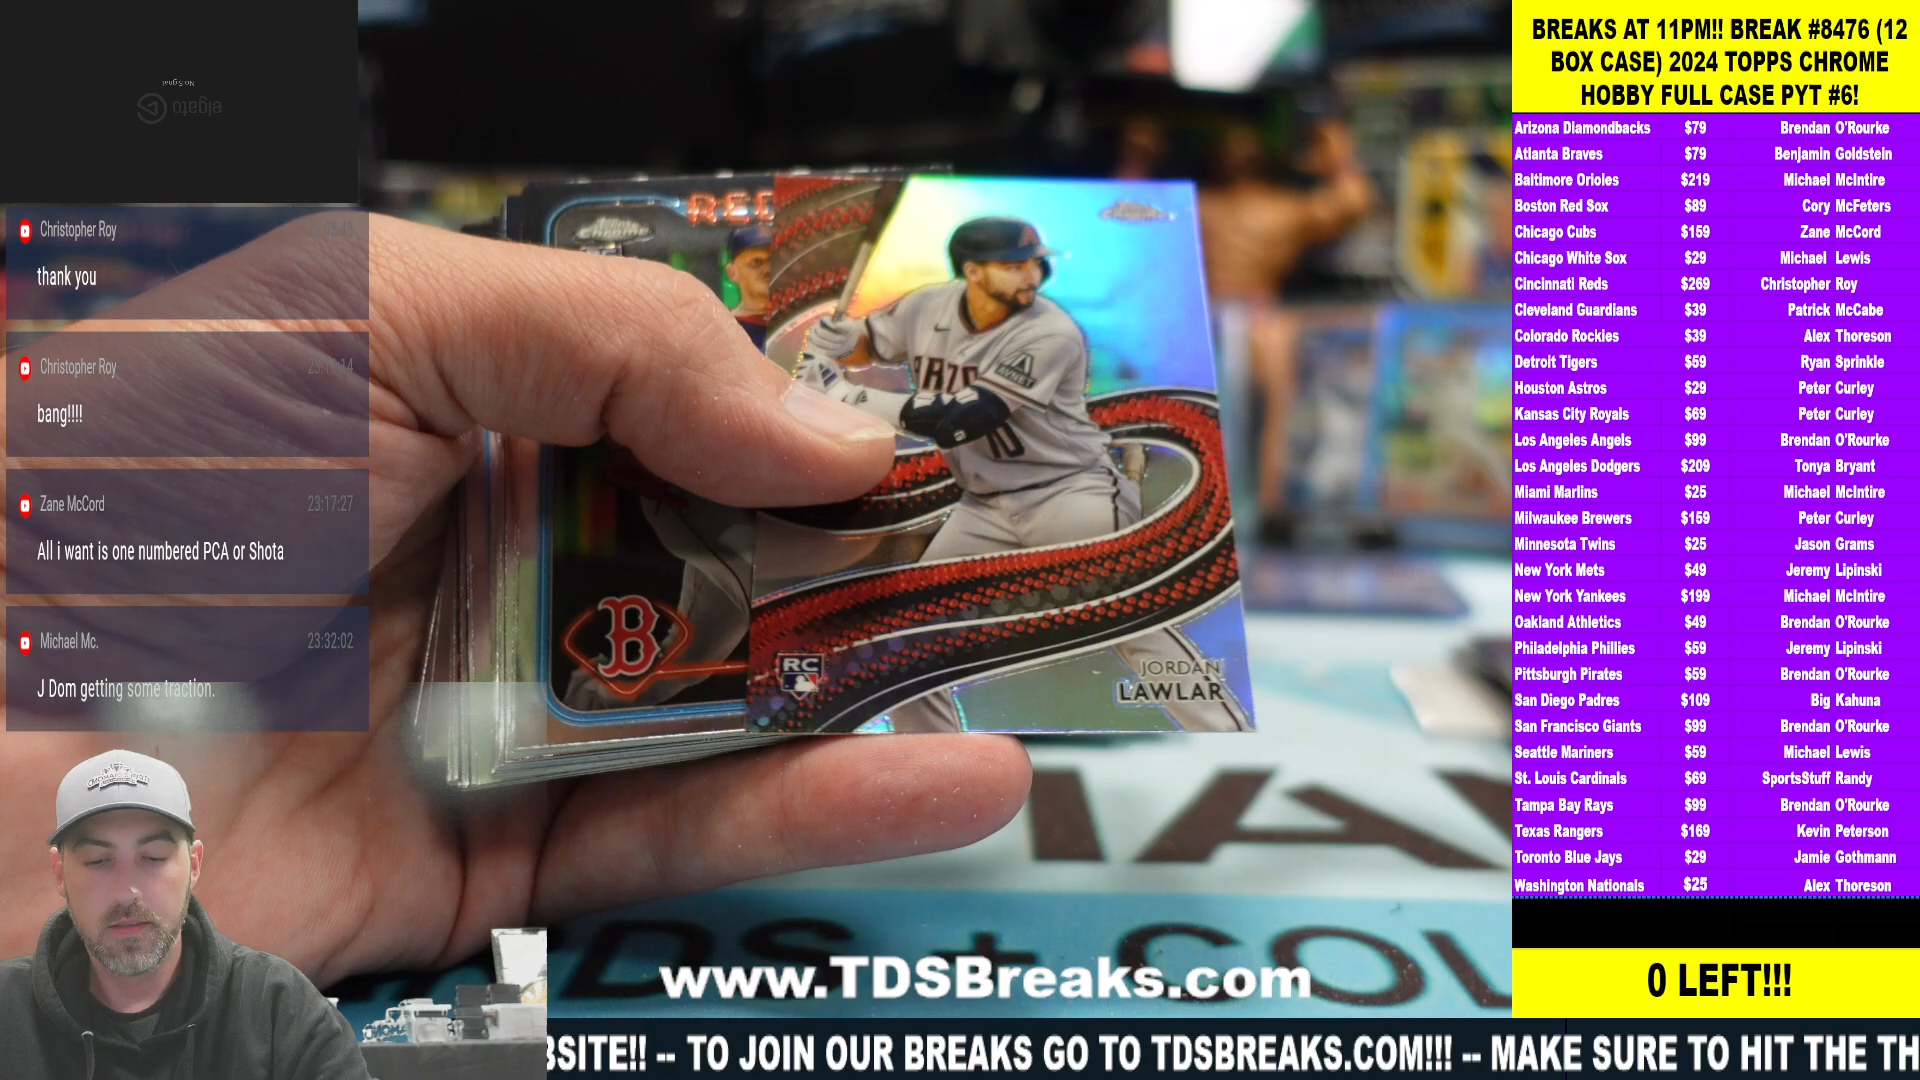 No Signal
elgato
Christopher Roy
thank you
Christopher Roy
bang!!!!
Zane McCord 23:17:27
All i want is one numbered PCA or Shota
Michael Mc. 23:32:02
J Dom getting some traction.
RED
ARIZ
AVNET
10
B
RC
JORDAN
LAWLAR
BREAKS AT 11PM!! BREAK #8476 (12
BOX CASE) 2024 TOPPS CHROME
HOBBY FULL CASE PYT #6!
Arizona Diamondbacks $79 Brendan O'Rourke
Atlanta Braves $79 Benjamin Goldstein
Baltimore Orioles $219 Michael McIntire
Boston Red Sox $89 Cory McFeters
Chicago Cubs $159 Zane McCord
Chicago White Sox $29 Michael Lewis
Cincinnati Reds $269 Christopher Roy
Cleveland Guardians $39 Patrick McCabe
Colorado Rockies $39 Alex Thoreson
Detroit Tigers $59 Ryan Sprinkle
Houston Astros $29 Peter Curley
Kansas City Royals $69 Peter Curley
Los Angeles Angels $99 Brendan O'Rourke
Los Angeles Dodgers $209 Tonya Bryant
Miami Marlins $25 Michael McIntire
Milwaukee Brewers $159 Peter Curley
Minnesota Twins $25 Jason Grams
New York Mets $49 Jeremy Lipinski
New York Yankees $199 Michael McIntire
Oakland Athletics $49 Brendan O'Rourke
Philadelphia Phillies $59 Jeremy Lipinski
Pittsburgh Pirates $59 Brendan O'Rourke
San Diego Padres $109 Big Kahuna
San Francisco Giants $99 Brendan O'Rourke
Seattle Mariners $59 Michael Lewis
St. Louis Cardinals $69 SportsStuff Randy
Tampa Bay Rays $99 Brendan O'Rourke
Texas Rangers $169 Kevin Peterson
Toronto Blue Jays $29 Jamie Gothmann
Washington Nationals $25 Alex Thoreson
0 LEFT!!!
www.TDSBreaks.com
BSITE!! -- TO JOIN OUR BREAKS GO TO TDSBREAKS.COM!!! -- MAKE SURE TO HIT THE TH